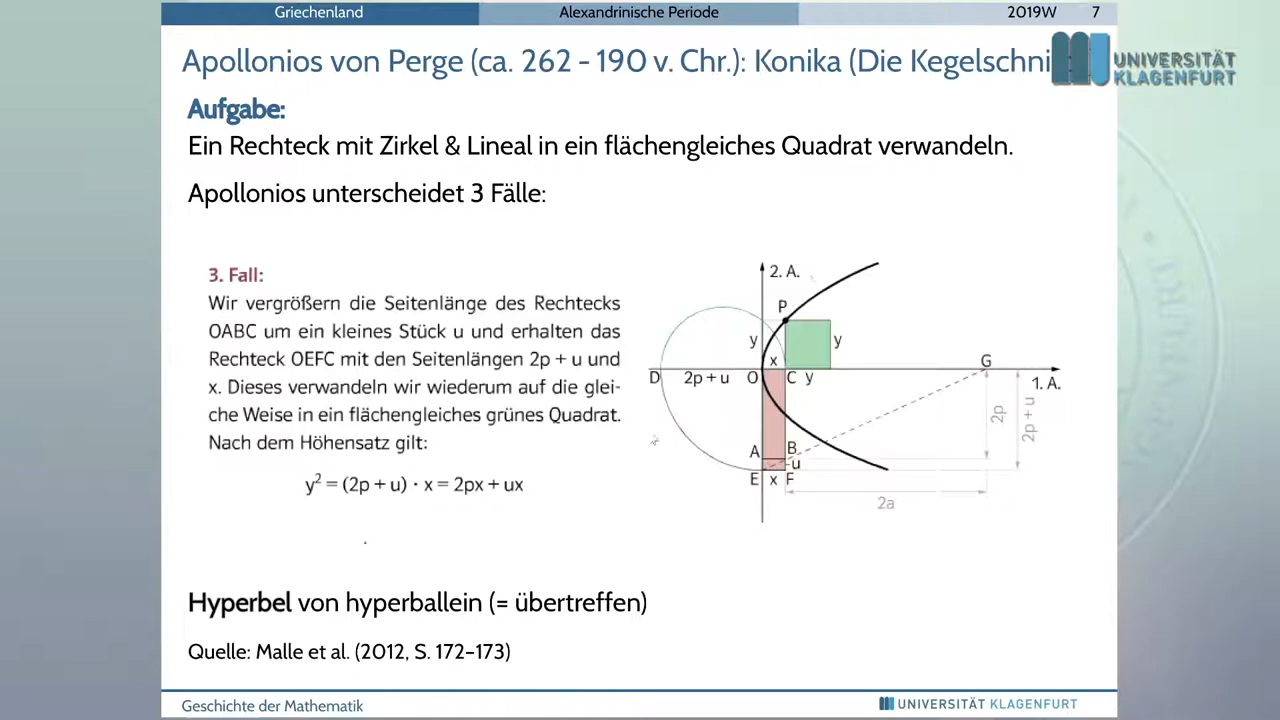 Griechenland
Alexandrinische Periode
2019W
7
Apollonios von Perge (ca. 262 - 190 v. Chr.): Konika (Die Kegelschni
UNIVERSITÄT
KLAGENFURT
Aufgabe:
Ein Rechteck mit Zirkel & Lineal in ein flächengleiches Quadrat verwandeln.
Apollonios unterscheidet 3 Fälle:
3. Fall:
Wir vergrößern die Seitenlänge des Rechtecks
OABC um ein kleines Stück u und erhalten das
Rechteck OEFC mit den Seitenlängen 2p + u und
x. Dieses verwandeln wir wiederum auf die glei-
che Weise in ein flächengleiches grünes Quadrat.
Nach dem Höhensatz gilt:
y² = (2p + u) · x = 2px + ux
2. A.
P
y
y
x
G
D
2p + u
O
C
y
1. A.
2p
2p + u
A
B
u
E
x
F
2a
Hyperbel von hyperballein (= übertreffen)
Quelle: Malle et al. (2012, S. 172–173)
Geschichte der Mathematik
UNIVERSITÄT KLAGENFURT